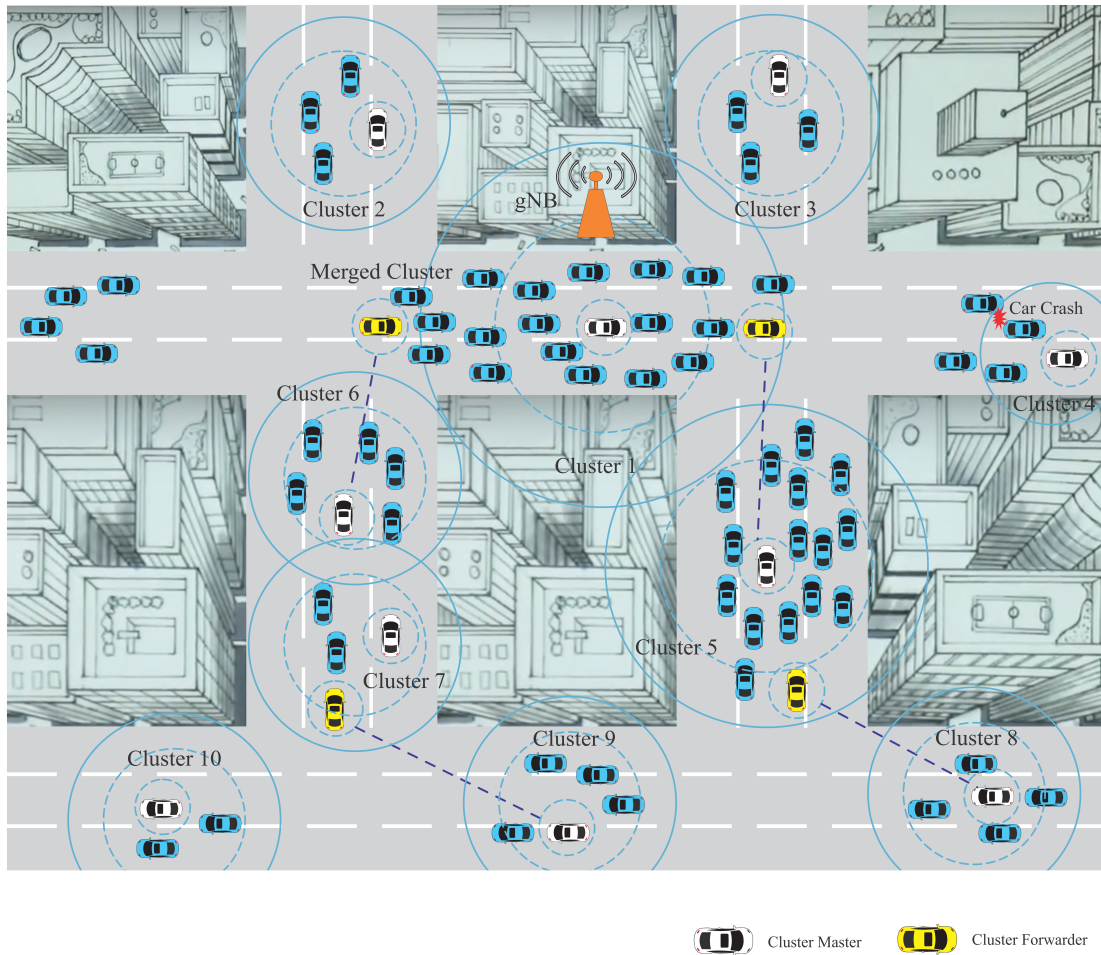 Cluster 2
Cluster 3
gNB
Merged Cluster
Car Crash
Cluster 4
Cluster 6
Cluster 1
Cluster 5
Cluster 7
Cluster 9
Cluster 8
Cluster 10
Cluster Master
Cluster Forwarder